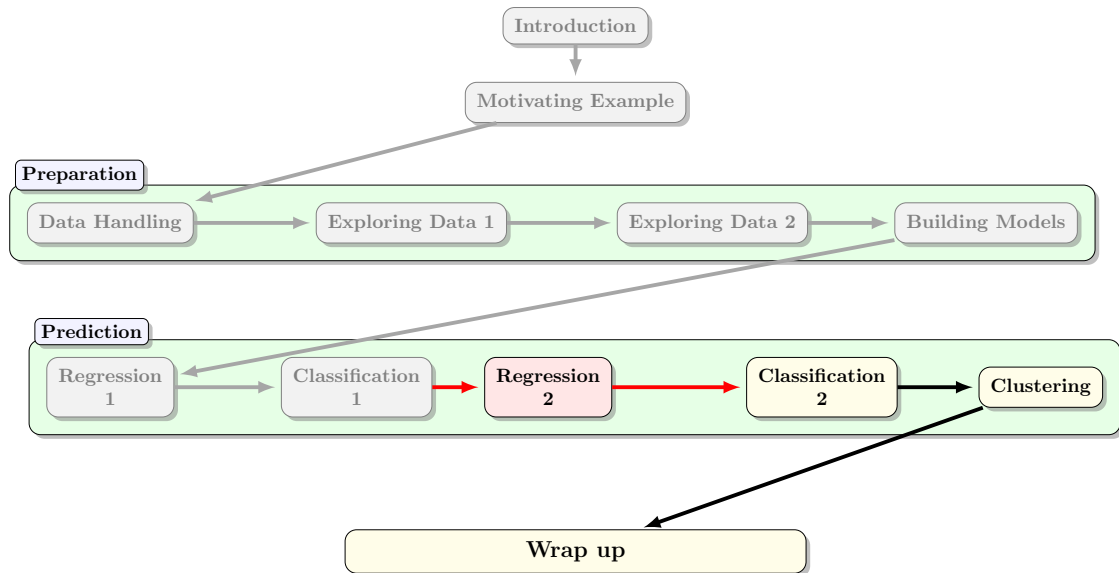 Introduction
Motivating Example
Preparation
Data Handling
Exploring Data 1
Exploring Data 2
Building Models
Prediction
Regression
1
Classification
1
Regression
2
Classification
2
Clustering
Wrap up